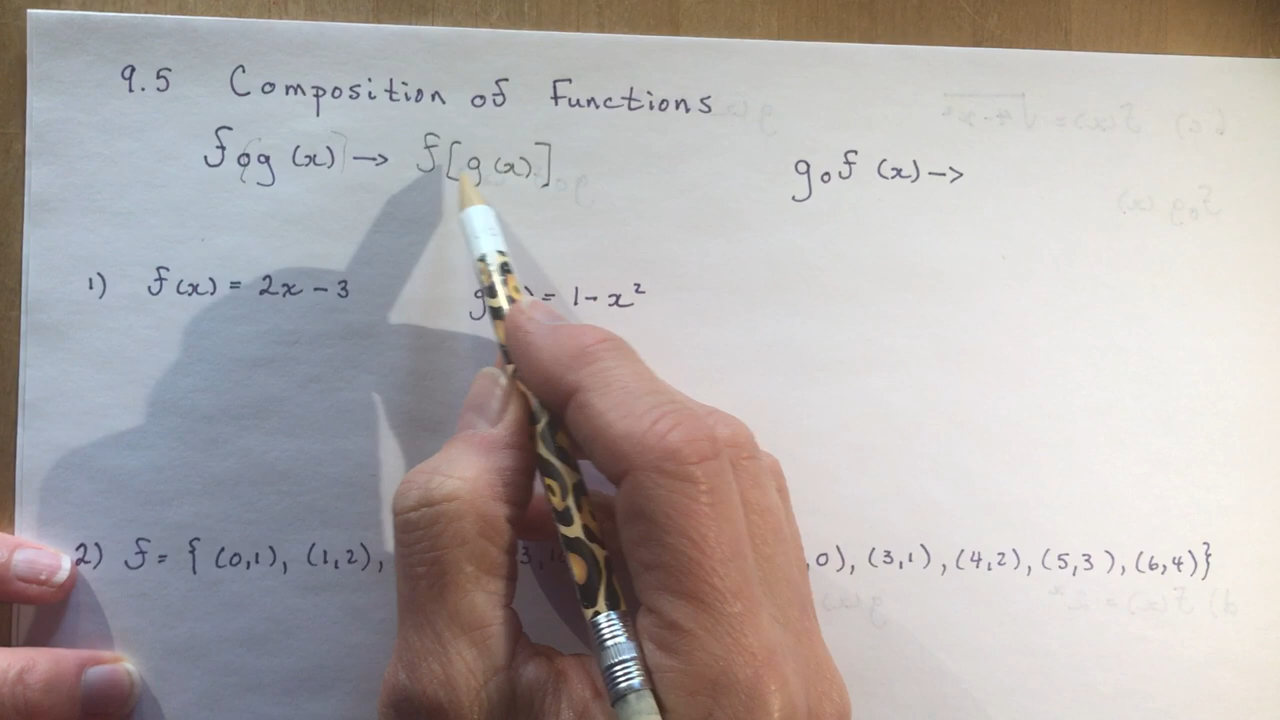 9.5 Composition of Functions
f∘g (x) → f[g(x)] g∘f (x) →
1) f(x) = 2x - 3 g = 1 - x²
2) f = { (0,1), (1,2), ,0), (3,1), (4,2), (5,3), (6,4)}